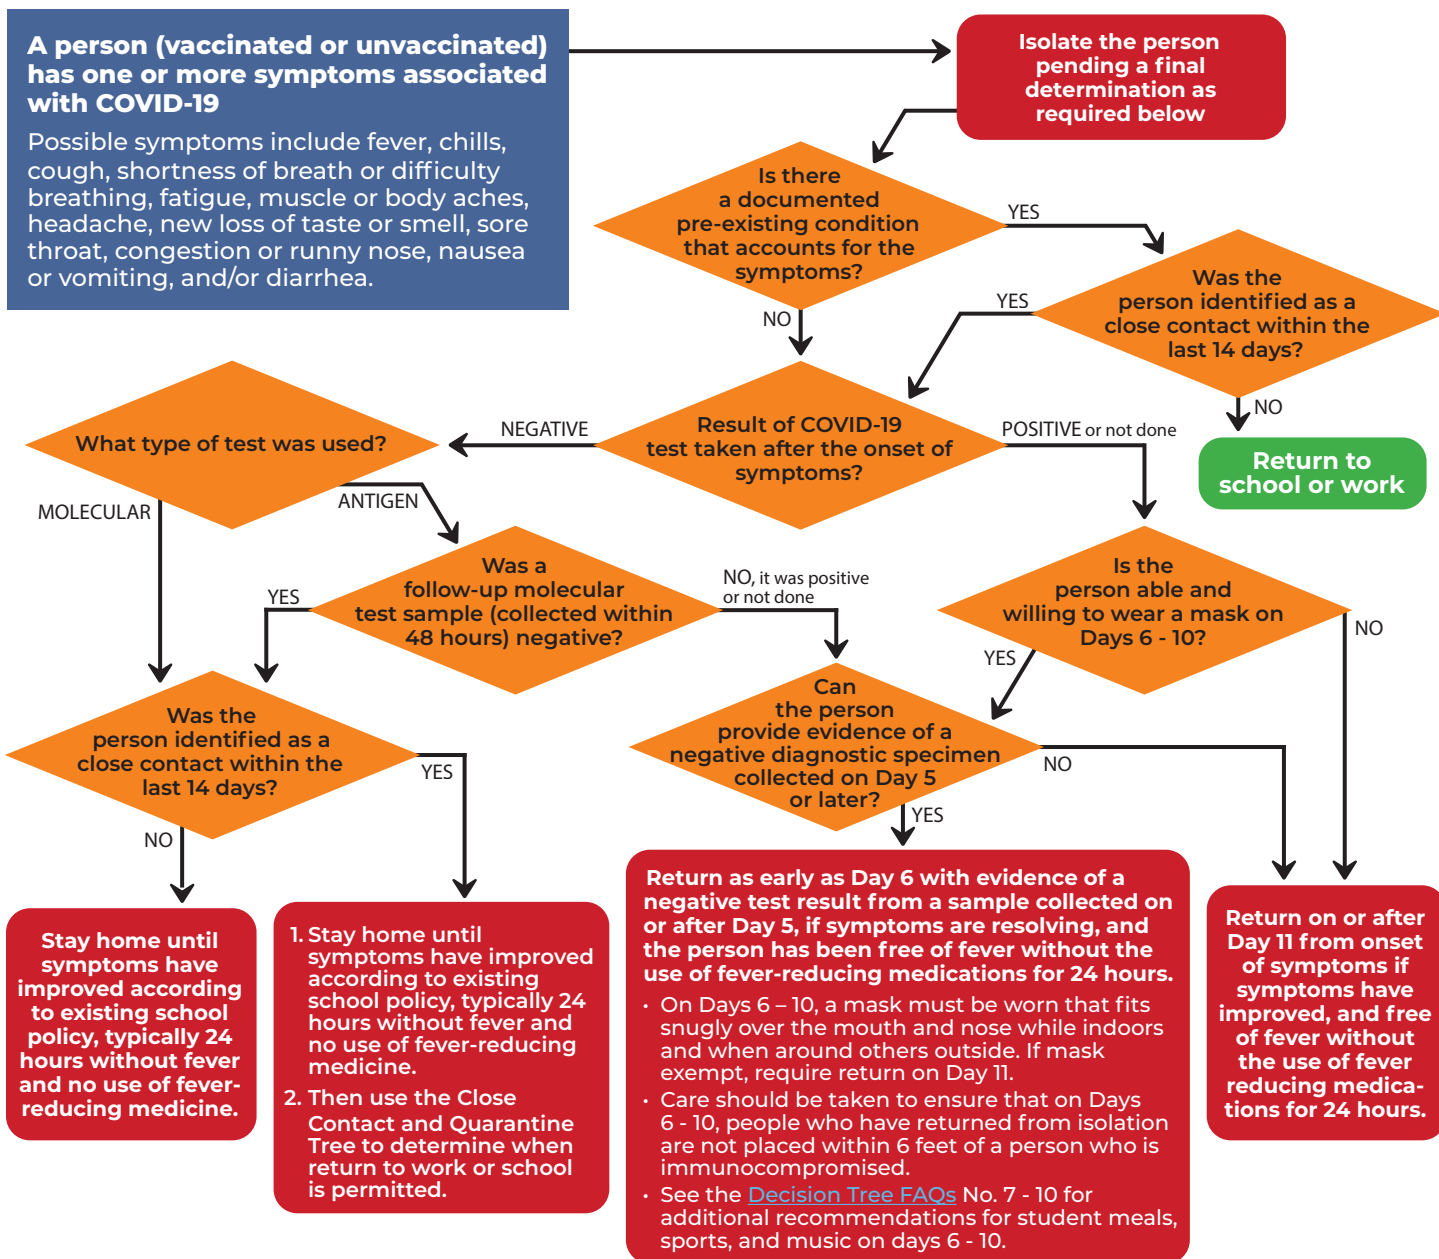 A person (vaccinated or unvaccinated)
has one or more symptoms associated
with COVID-19
Possible symptoms include fever, chills,
cough, shortness of breath or difficulty
breathing, fatigue, muscle or body aches,
headache, new loss of taste or smell, sore
throat, congestion or runny nose, nausea
or vomiting, and/or diarrhea.
Isolate the person
pending a final
determination as
required below
Is there
a documented
pre-existing condition
that accounts for the
symptoms?
YES
NO
Was the
person identified as a
close contact within the
last 14 days?
YES
NO
Return to
school or work
Result of COVID-19
test taken after the onset of
symptoms?
NEGATIVE
POSITIVE or not done
What type of test was used?
MOLECULAR
ANTIGEN
Was a
follow-up molecular
test sample (collected within
48 hours) negative?
YES
NO, it was positive
or not done
Is the
person able and
willing to wear a mask on
Days 6 - 10?
YES
NO
Can
the person
provide evidence of a
negative diagnostic specimen
collected on Day 5
or later?
NO
YES
Was the
person identified as a
close contact within the
last 14 days?
YES
NO
Stay home until
symptoms have
improved according
to existing school
policy, typically 24
hours without fever
and no use of fever-
reducing medicine.
1. Stay home until
symptoms have improved
according to existing
school policy, typically 24
hours without fever and
no use of fever-reducing
medicine.
2. Then use the Close
Contact and Quarantine
Tree to determine when
return to work or school
is permitted.
Return as early as Day 6 with evidence of a
negative test result from a sample collected on
or after Day 5, if symptoms are resolving, and
the person has been free of fever without the
use of fever-reducing medications for 24 hours.
• On Days 6 – 10, a mask must be worn that fits
snugly over the mouth and nose while indoors
and when around others outside. If mask
exempt, require return on Day 11.
• Care should be taken to ensure that on Days
6 - 10, people who have returned from isolation
are not placed within 6 feet of a person who is
immunocompromised.
• See the Decision Tree FAQs No. 7 - 10 for
additional recommendations for student meals,
sports, and music on days 6 - 10.
Return on or after
Day 11 from onset
of symptoms if
symptoms have
improved, and free
of fever without
the use of fever
reducing medica-
tions for 24 hours.